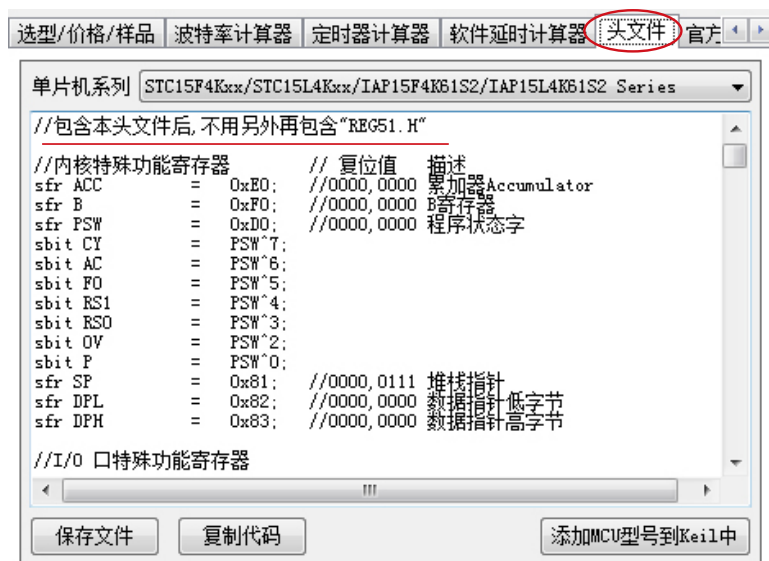 选型/价格/样品 波特率计算器 定时器计算器 软件延时计算器 头文件 官方
单片机系列 STC15F4Kxx/STC15L4Kxx/IAP15F4K61S2/IAP15L4K61S2 Series
//包含本头文件后,不用另外再包含"REG51.H"
//内核特殊功能寄存器 // 复位值 描述
sfr ACC = 0xE0; //0000,0000 累加器Accumulator
sfr B = 0xF0; //0000,0000 B寄存器
sfr PSW = 0xD0; //0000,0000 程序状态字
sbit CY = PSW^7;
sbit AC = PSW^6;
sbit F0 = PSW^5;
sbit RS1 = PSW^4;
sbit RS0 = PSW^3;
sbit OV = PSW^2;
sbit P = PSW^0;
sfr SP = 0x81; //0000,0111 堆栈指针
sfr DPL = 0x82; //0000,0000 数据指针低字节
sfr DPH = 0x83; //0000,0000 数据指针高字节
//I/O 口特殊功能寄存器
保存文件 复制代码 添加MCU型号到Keil中